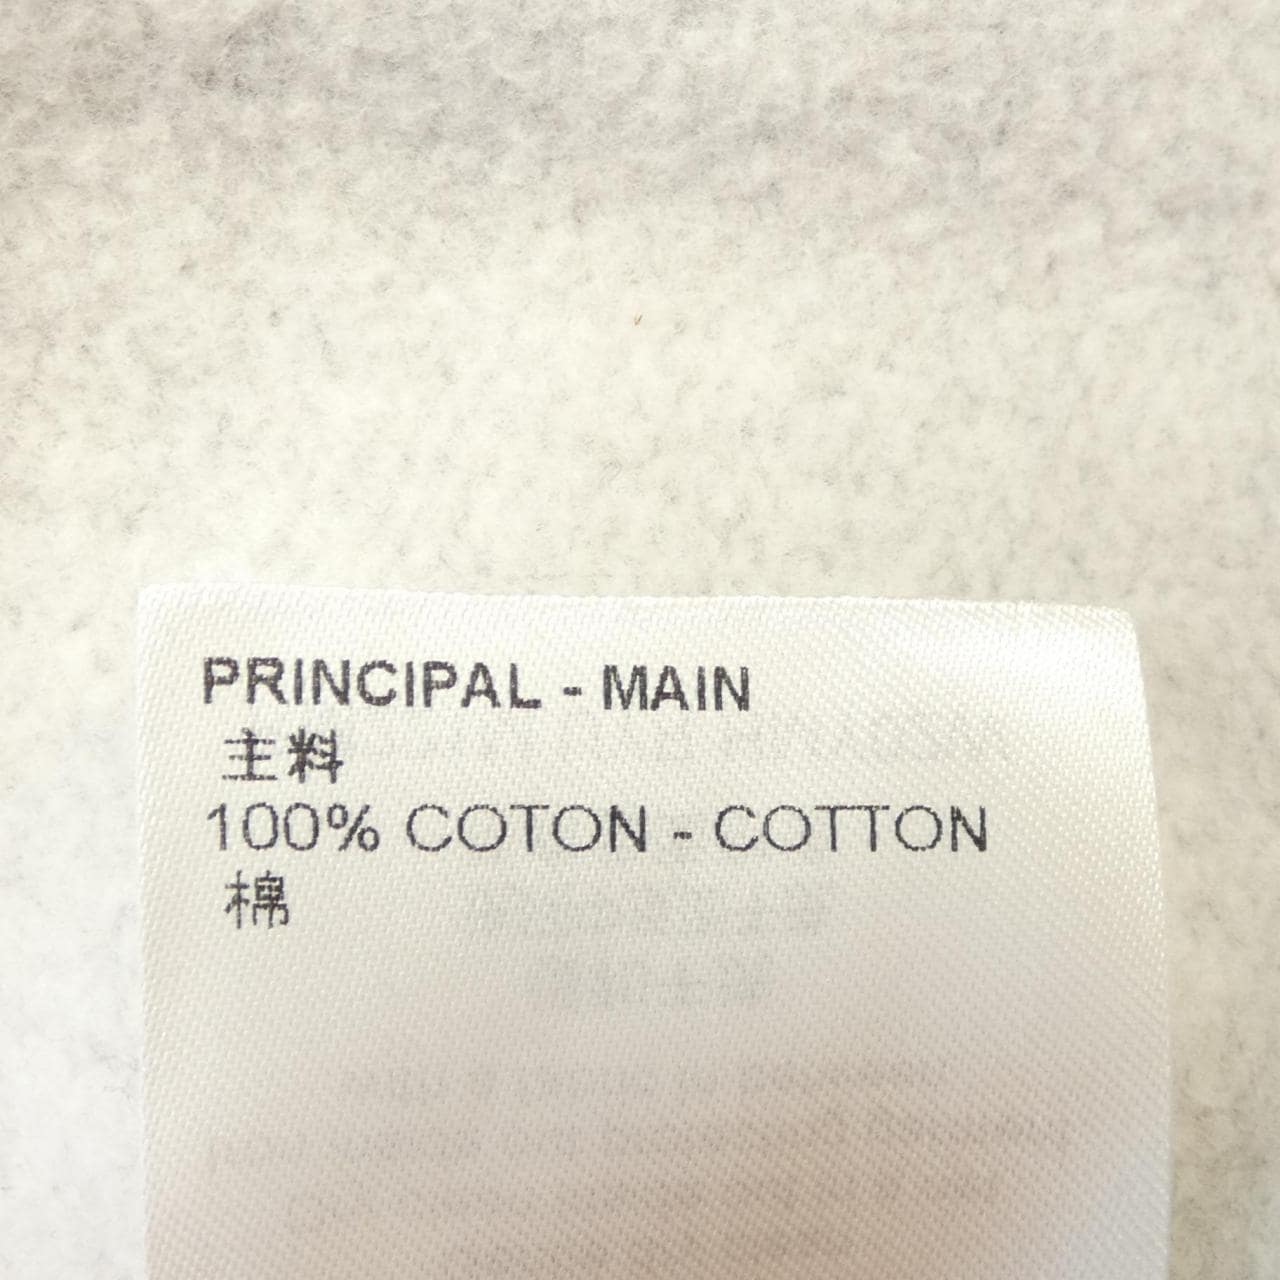 PRINCIPAL - MAIN
主料
100% COTON - COTTON
棉